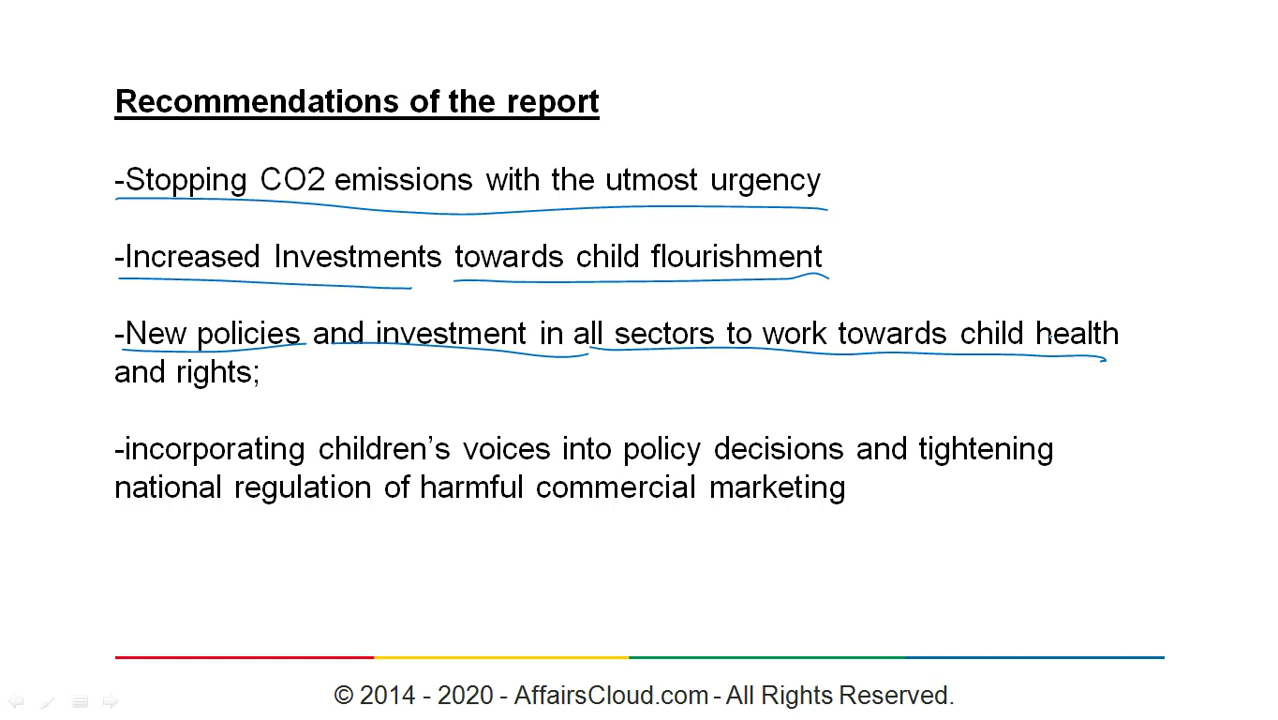 Recommendations of the report
-Stopping CO2 emissions with the utmost urgency
-Increased Investments towards child flourishment
-New policies and investment in all sectors to work towards child health
and rights;
-incorporating children’s voices into policy decisions and tightening
national regulation of harmful commercial marketing
© 2014 - 2020 - AffairsCloud.com - All Rights Reserved.